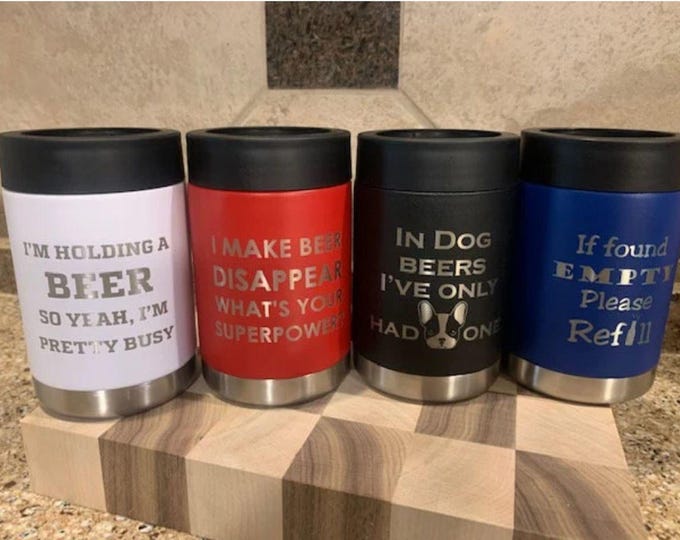 I'M HOLDING A
BEER
SO YEAH, I'M
PRETTY BUSY
I MAKE BEER
DISAPPEAR
WHAT'S YOUR
SUPERPOWER?
IN DOG
BEERS
I'VE ONLY
HAD ONE
If found
EMPTY
Please
Refill